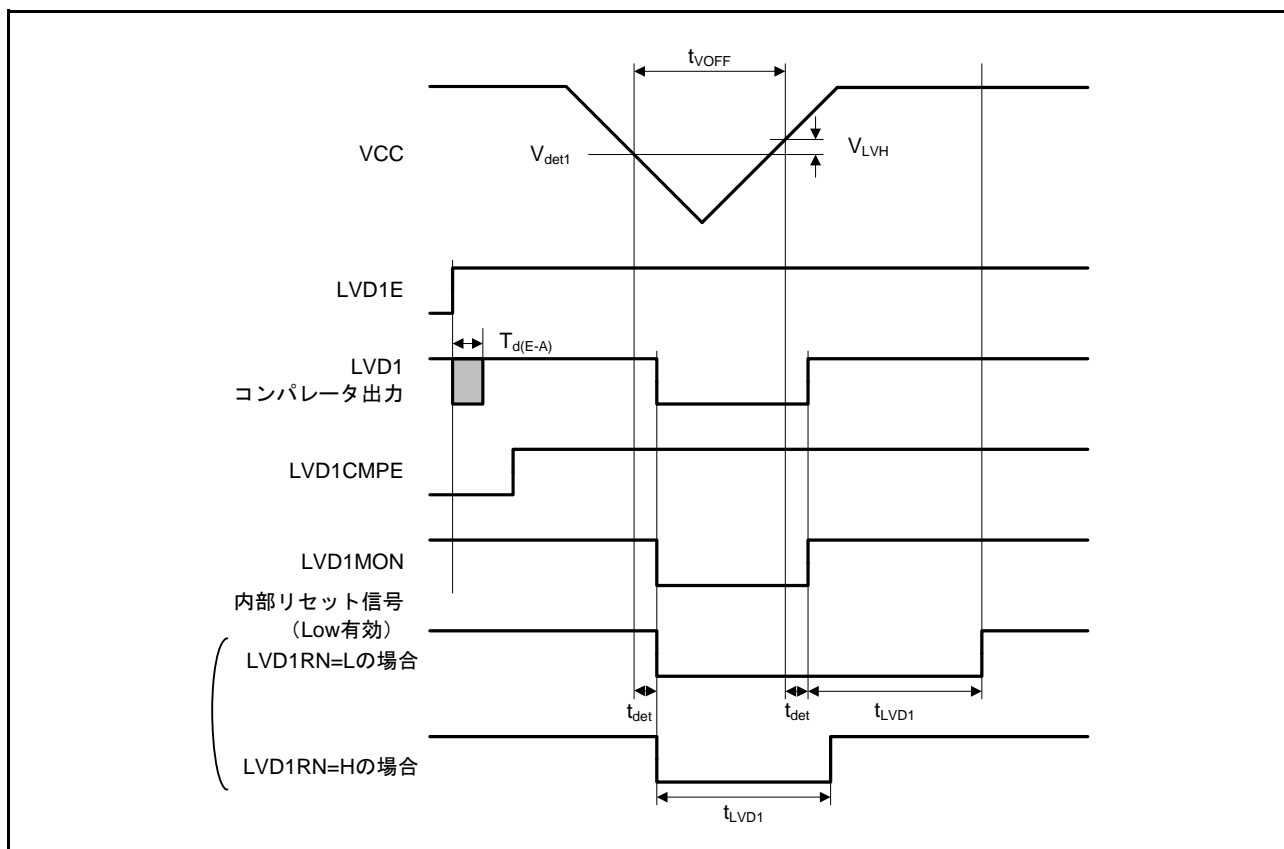 tVOFF
VCC
Vdet1
VLVH
LVD1E
Td(E-A)
LVD1
コンパレータ出力
LVD1CMPE
LVD1MON
内部リセット信号
（Low有効）
LVD1RN=Lの場合
tdet
tdet
tLVD1
LVD1RN=Hの場合
tLVD1